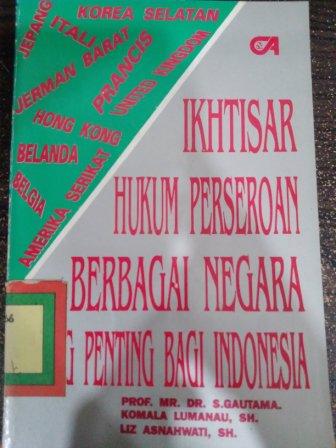 KOREA SELATAN
JEPANG
ITALI
JERMAN BARAT
PRANCIS
UNITED KINGDOM
HONG KONG
BELANDA
BELGIA
AMERIKA SERIKAT
CA
IKHTISAR
HUKUM PERSEROAN
BERBAGAI NEGARA
G PENTING BAGI INDONESIA
PROF. MR. DR. S.GAUTAMA.
KOMALA LUMANAU, SH.
LIZ ASNAHWATI, SH.